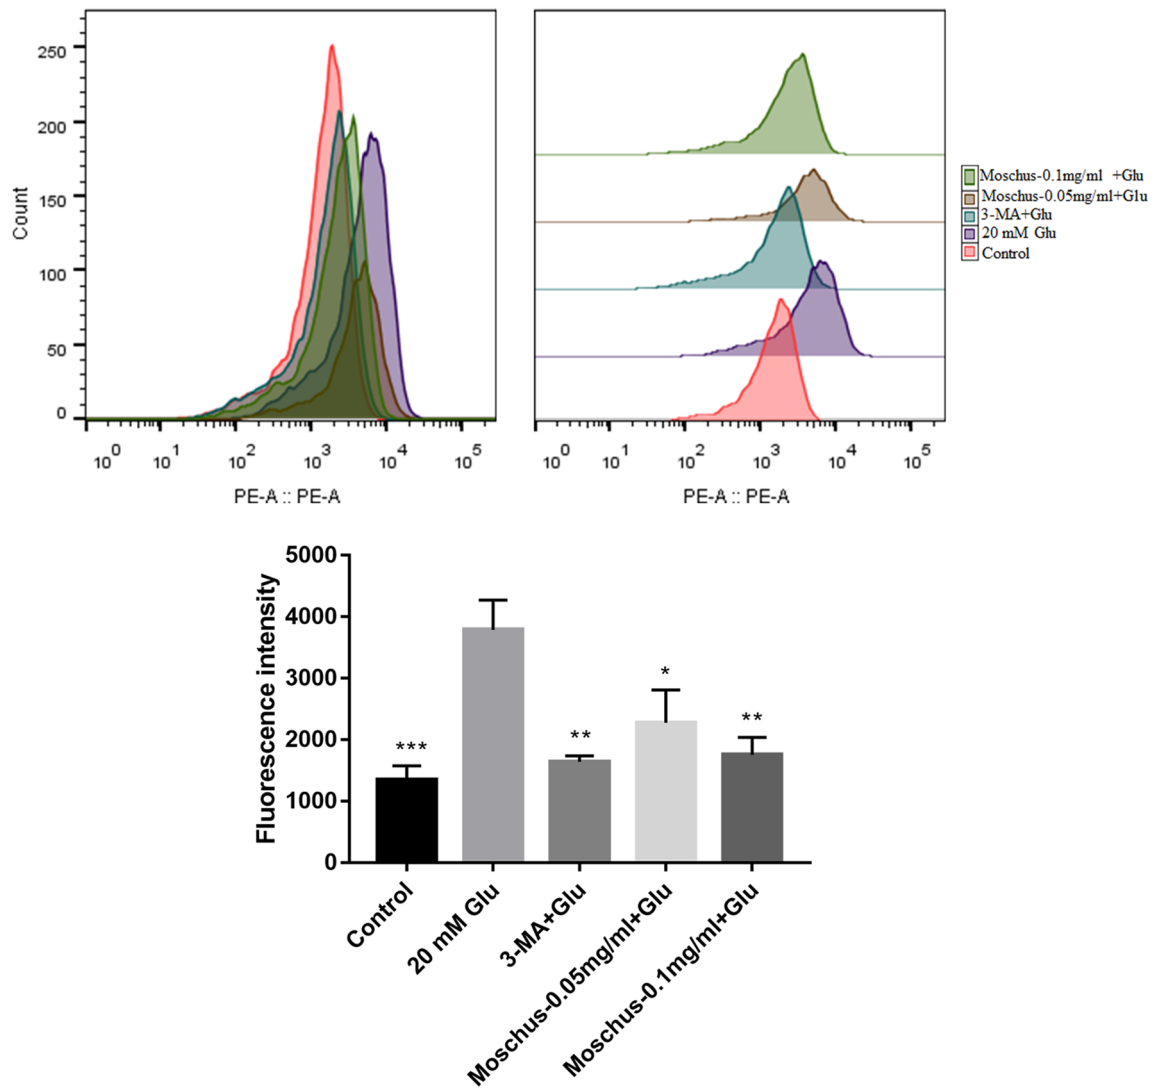 250
200
150
100
50
0
Count
10^0 10^1 10^2 10^3 10^4 10^5
PE-A :: PE-A
10^0 10^1 10^2 10^3 10^4 10^5
PE-A :: PE-A
Moschus-0.1mg/ml +Glu
Moschus-0.05mg/ml+Glu
3-MA+Glu
20 mM Glu
Control
5000
4000
3000
2000
1000
0
Fluorescence intensity
***
**
*
**
Control
20 mM Glu
3-MA+Glu
Moschus-0.05mg/ml+Glu
Moschus-0.1mg/ml+Glu